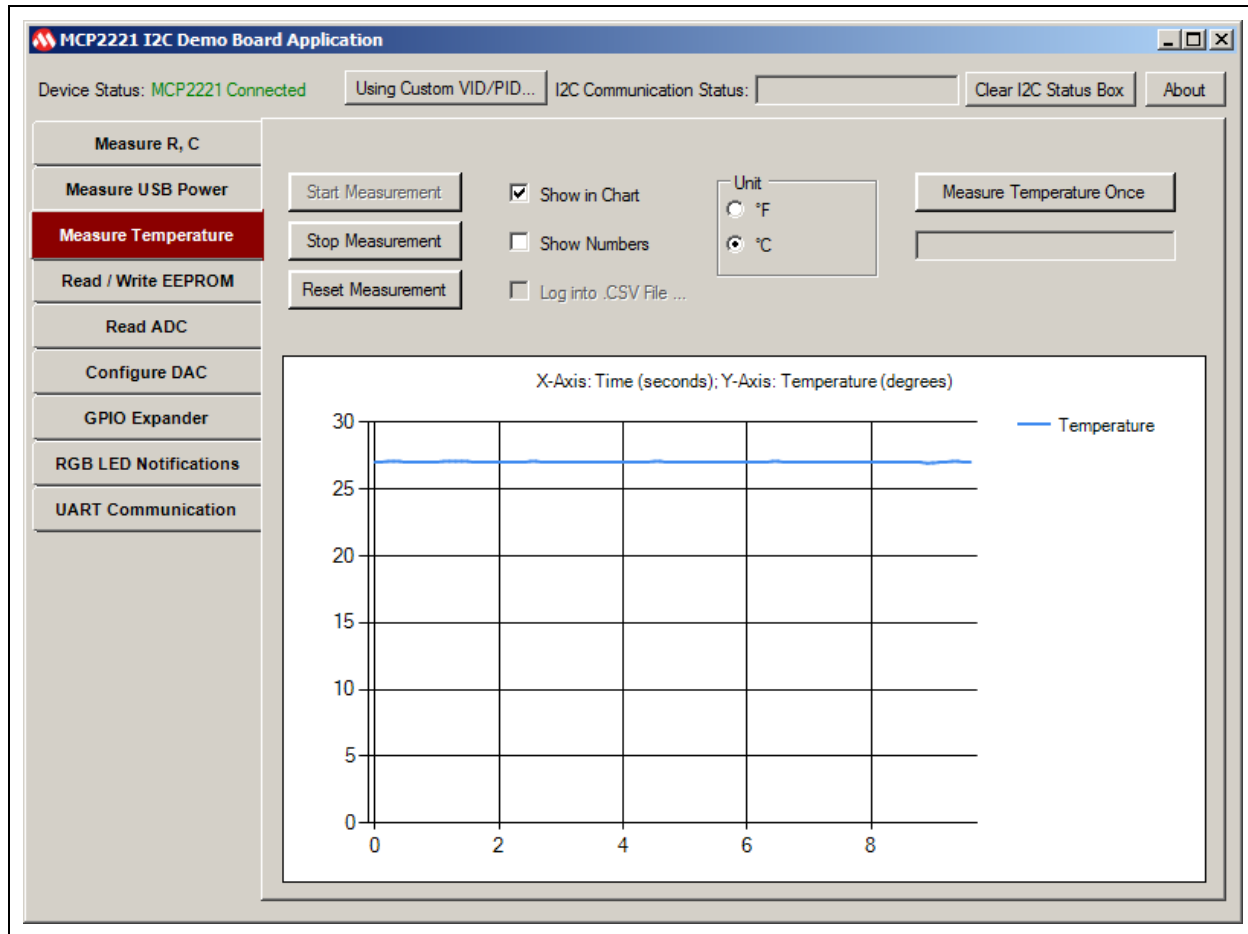 MCP2221 I2C Demo Board Application
Device Status: MCP2221 Connected Using Custom VID/PID... I2C Communication Status: Clear I2C Status Box About
Measure R, C
Measure USB Power
Measure Temperature
Read / Write EEPROM
Read ADC
Configure DAC
GPIO Expander
RGB LED Notifications
UART Communication
Start Measurement
Stop Measurement
Reset Measurement
Show in Chart
Show Numbers
Log into .CSV File ...
Unit
°F
°C
Measure Temperature Once
X-Axis: Time (seconds); Y-Axis: Temperature (degrees)
Temperature
30
25
20
15
10
5
0
0 2 4 6 8